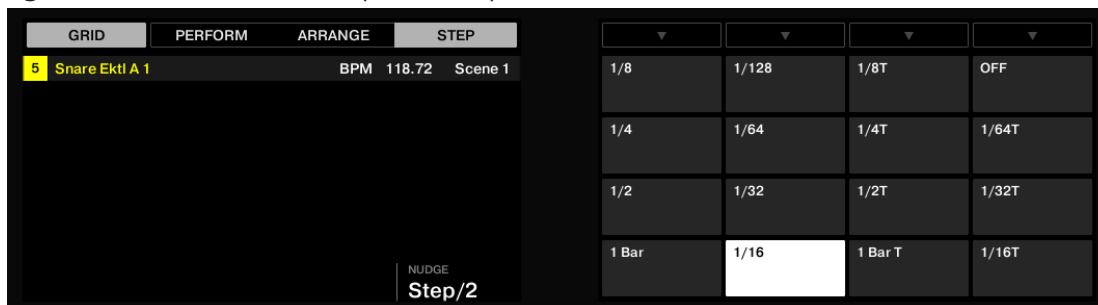 GRID PERFORM ARRANGE STEP
5 Snare Ektl A 1 BPM 118.72 Scene 1
NUDGE
Step/2
1/8 1/128 1/8T OFF
1/4 1/64 1/4T 1/64T
1/2 1/32 1/2T 1/32T
1 Bar 1/16 1 Bar T 1/16T